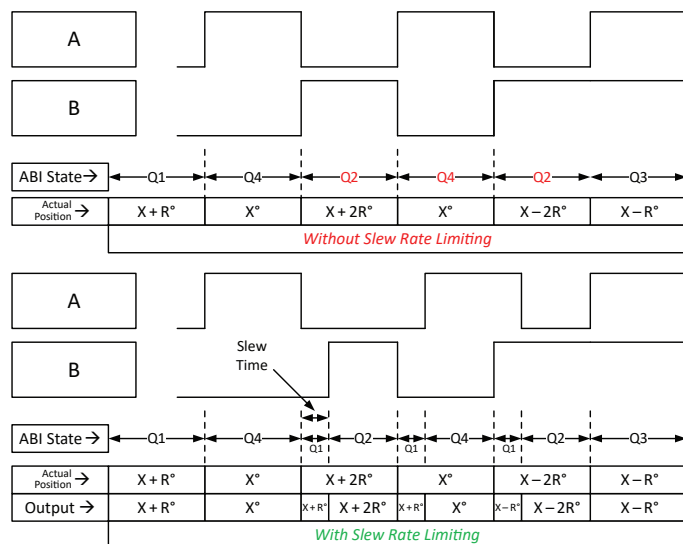 A
B
ABI State→ Q1 Q4 Q2 Q4 Q2 Q3
Actual Position → X + R° X° X + 2R° X° X – 2R° X – R°
Without Slew Rate Limiting
A
B
Slew
Time
ABI State→ Q1 Q4 Q1 Q2 Q1 Q4 Q1 Q2 Q3
Actual Position → X + R° X° X + 2R° X° X – 2R° X – R°
Output→ X + R° X° X + R° X + 2R° X + R° X° X – R° X – 2R° X – R°
With Slew Rate Limiting